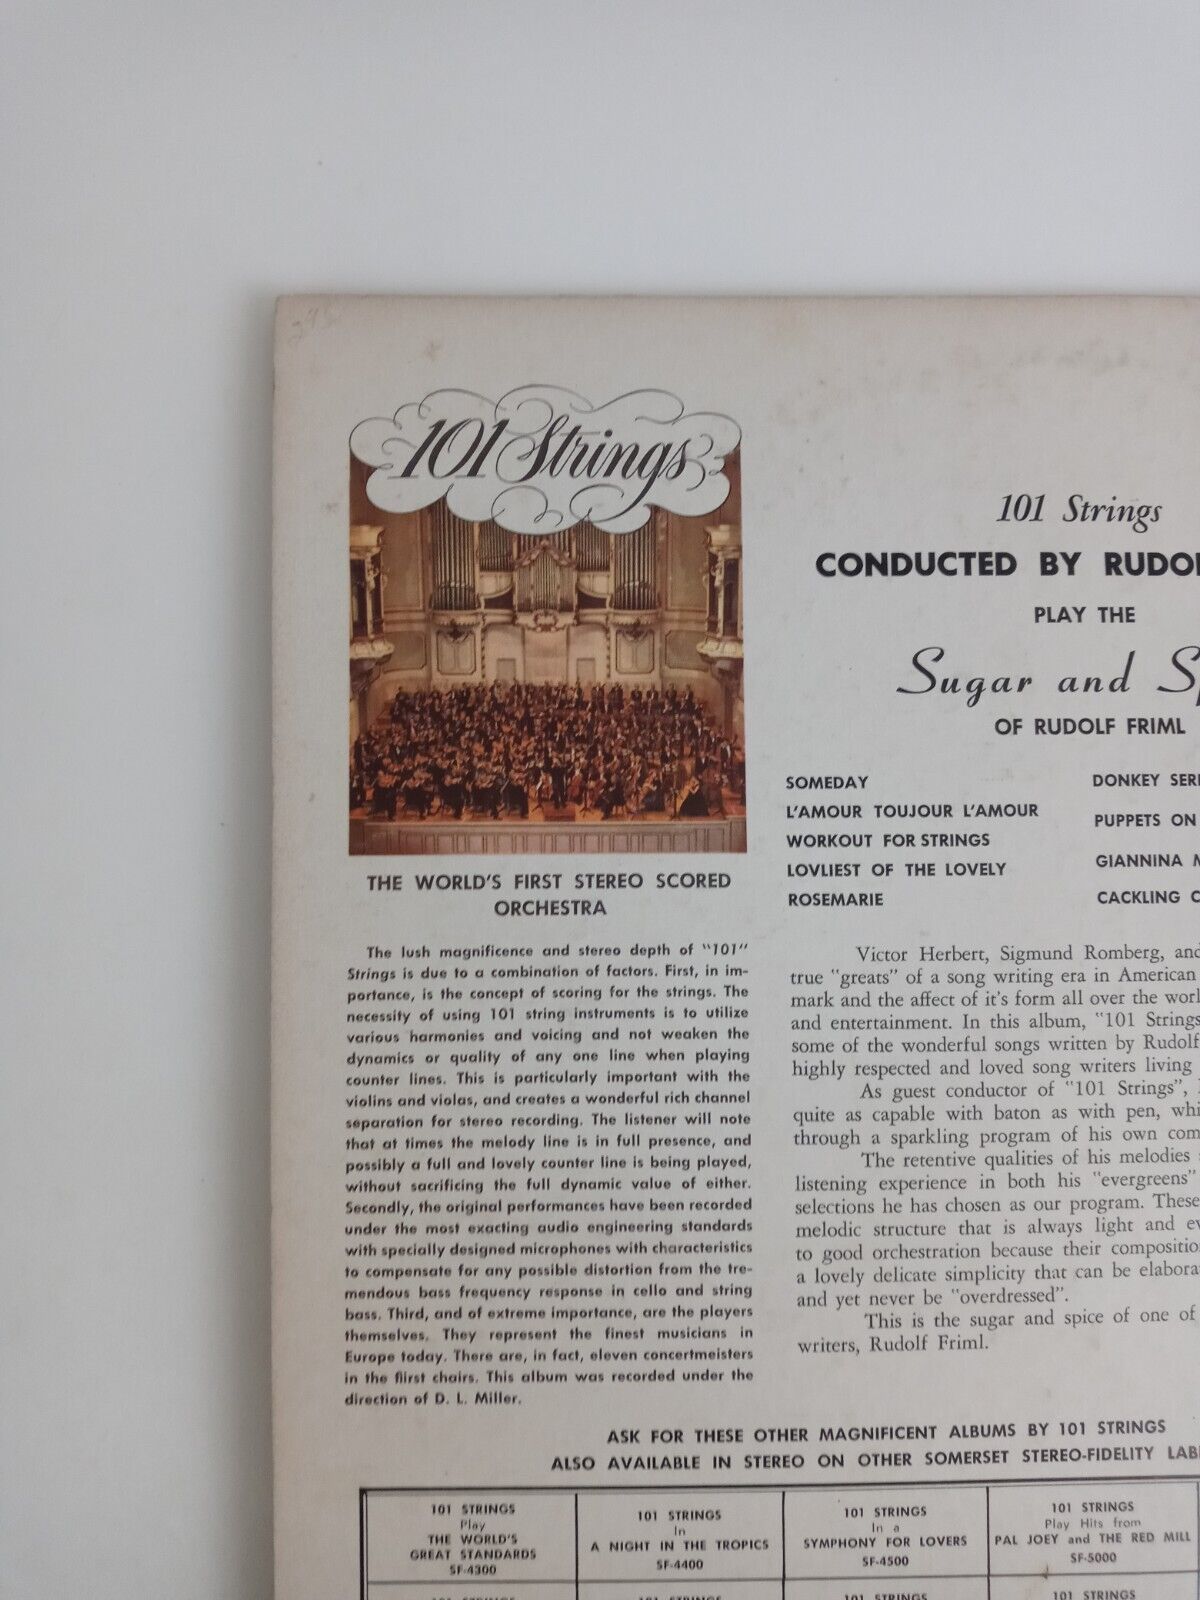 101 Strings
101 Strings
CONDUCTED BY
PLAY THE
Sugar and
OF RUDOLF FRIML
SOMEDAY
L'AMOUR TOUJOUR L'AMOUR
WORKOUT FOR STRINGS
LOVLIEST OF THE LOVELY
ROSEMARIE
DONKEY
PUPPETS ON
GIANNINA
CACKLING
THE WORLD'S FIRST STEREO SCORED
ORCHESTRA
The lush magnificence and stereo depth of "101"
Strings is due to a combination of factors. First, in im-
portance, is the concept of scoring for the strings. The
necessity of using 101 string instruments is to utilize
various harmonies and voicing and not weaken the
dynamics or quality of any one line when playing
counter lines. This is particularly important with the
violins and violas, and creates a wonderful rich channel
separation for stereo recording. The listener will note
that at times the melody line is in full presence, and
possibly a full and lovely counter line is being played,
without sacrificing the full dynamic value of either.
Secondly, the original performances have been recorded
under the most exacting audio engineering standards
with specially designed microphones with characteristics
to compensate for any possible distortion from the tre-
mendous bass frequency response in cello and string
bass. Third, and of extreme importance, are the players
themselves. They represent the finest musicians in
Europe today. There are, in fact, eleven concertmeisters
in the fiirst chairs. This album was recorded under the
direction of D. L. Miller.
Victor Herbert, Sigmund Romberg, and
true "greats" of a song writing era in American
mark and the affect of it's form all over the
and entertainment. In this album, "101 Strings
some of the wonderful songs written by Rudolf
highly respected and loved song writers living
As guest conductor of "101 Strings",
quite as capable with baton as with pen,
through a sparkling program of his own
The retentive qualities of his melodies
listening experience in both his "evergreens"
selections he has chosen as our program. These
melodic structure that is always light and
to good orchestration because their
a lovely delicate simplicity that can be
and yet never be "overdressed".
This is the sugar and spice of one of
writers, Rudolf Friml.
ASK FOR THESE OTHER MAGNIFICENT ALBUMS BY 101 STRINGS
ALSO AVAILABLE IN STEREO ON OTHER SOMERSET STEREO-FIDELITY
101 STRINGS
Play
THE WORLD'S
GREAT STANDARDS
SF-4300
101 STRINGS
In
A NIGHT IN THE TROPICS
SF-4400
101 STRINGS
In a
SYMPHONY FOR LOVERS
SF-4500
101 STRINGS
Play Hits from
PAL JOEY and THE RED MILL
SF-5000
101 STRINGS
101 STRINGS
101 STRINGS
101 STRINGS